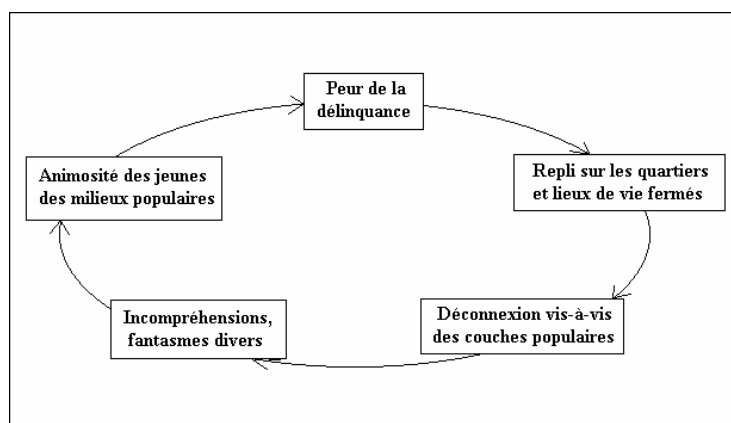 Peur de la
délinquance
Repli sur les quartiers
et lieux de vie fermés
Déconnexion vis-à-vis
des couches populaires
Incompréhensions,
fantasmes divers
Animosité des jeunes
des milieux populaires